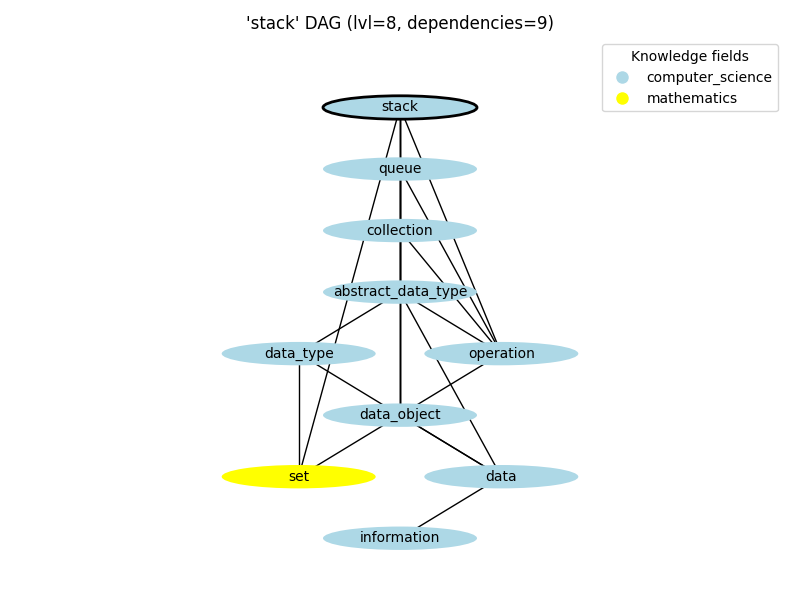 'stack' DAG (lvl=8, dependencies=9)
Knowledge fields
computer_science
mathematics
stack
queue
collection
abstract_data_type
data_type
operation
data_object
set
data
information